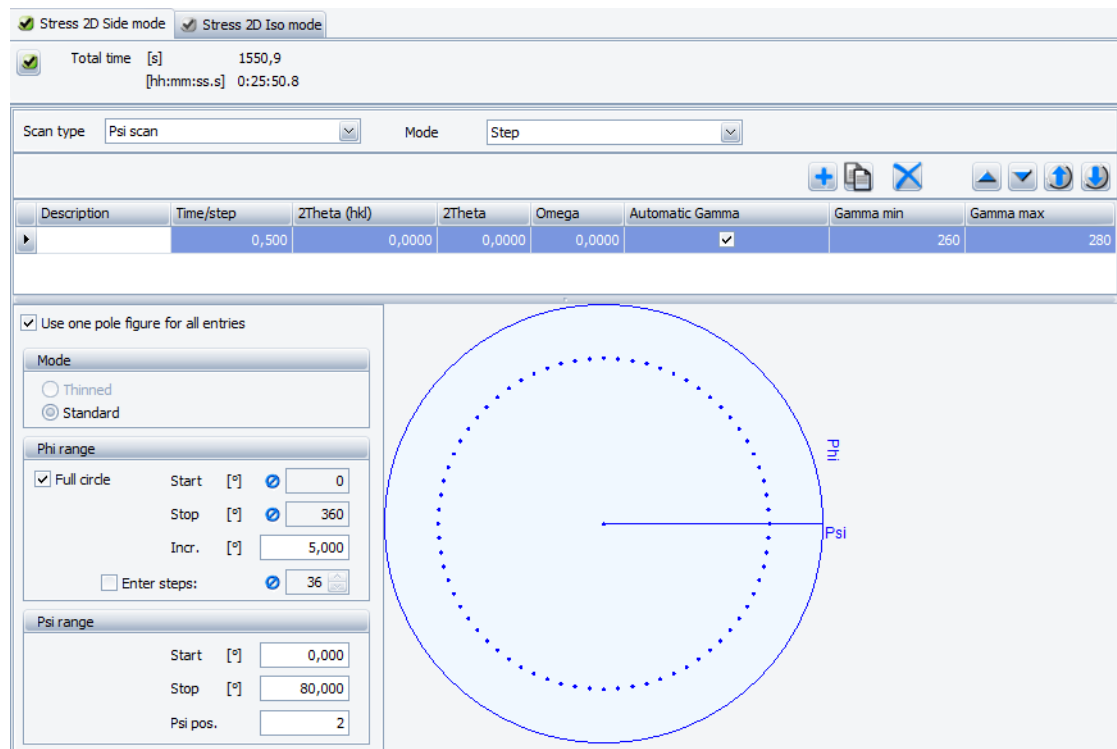 Stress 2D Side mode Stress 2D Iso mode
Total time [s] 1550,9
[hh:mm:ss.s] 0:25:50.8
Scan type Psi scan Mode Step
Description Time/step 2Theta (hkl) 2Theta Omega Automatic Gamma Gamma min Gamma max
0,500 0,0000 0,0000 0,0000 260 280
Use one pole figure for all entries
Mode
Thinned
Standard
Phi range
Full circle Start [°] 0
Stop [°] 360
Incr. [°] 5,000
Enter steps: 36
Psi range
Start [°] 0,000
Stop [°] 80,000
Psi pos. 2
Phi
Psi